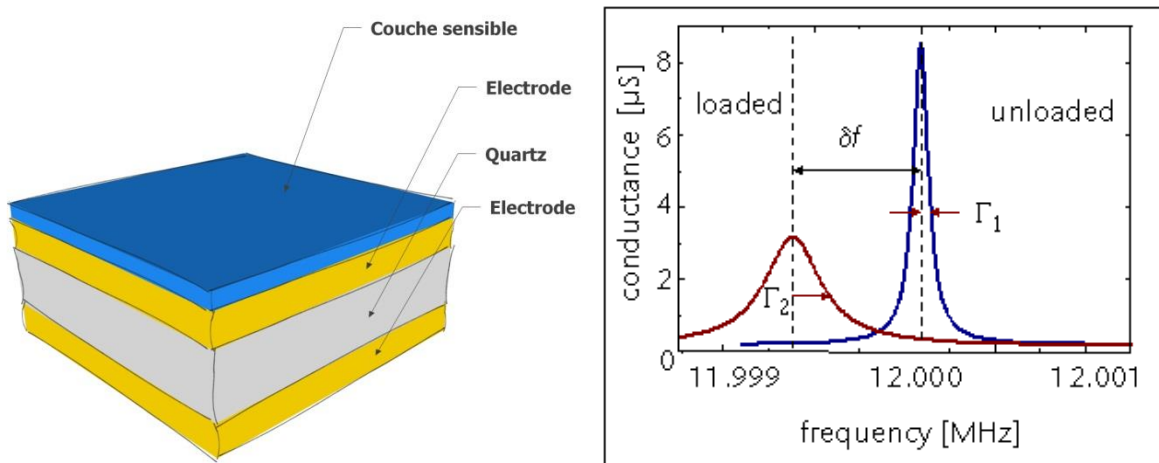 Couche sensible
Electrode
Quartz
Electrode
conductance [µS]
8
6
4
2
0
loaded
unloaded
δf
Γ1
Γ2
11.999
12.000
12.001
frequency [MHz]